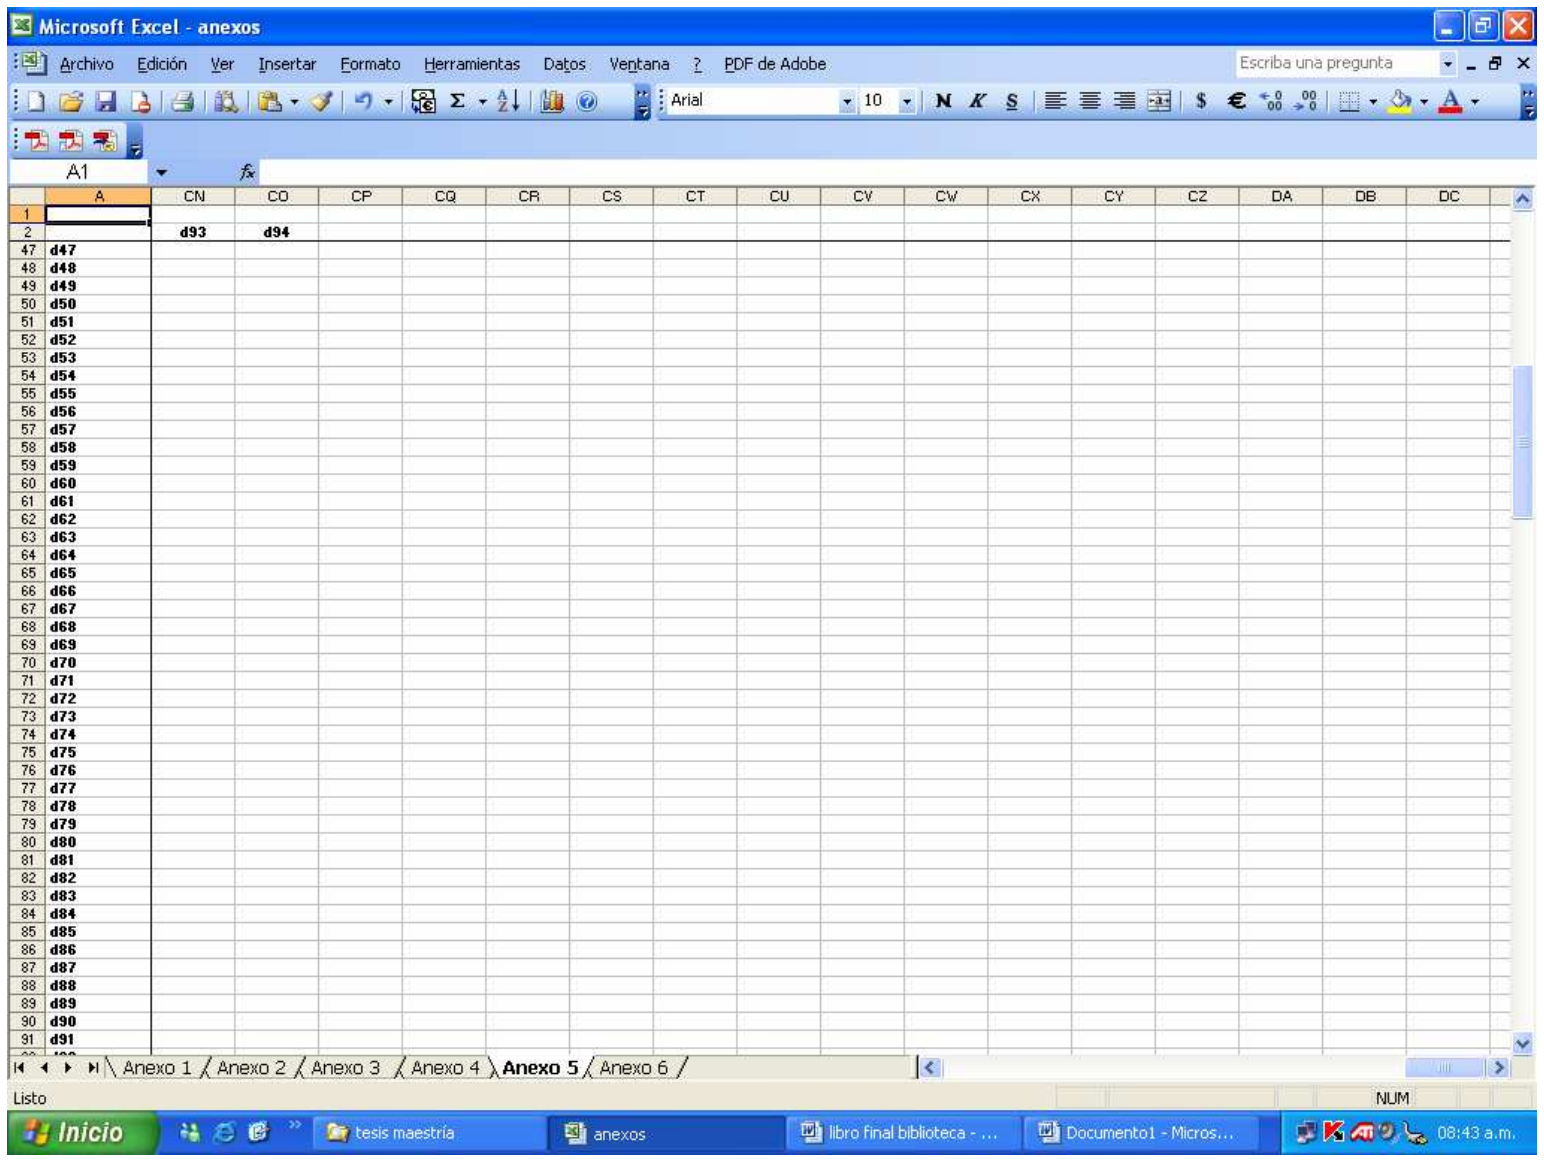 Microsoft Excel - anexos
Archivo Edición Ver Insertar Formato Herramientas Datos Ventana ? PDF de Adobe Escriba una pregunta
Arial 10 N K S $ €
A1 fx
A CN CO CP CQ CR CS CT CU CV CW CX CY CZ DA DB DC
1
2 d93 d94
47 d47
48 d48
49 d49
50 d50
51 d51
52 d52
53 d53
54 d54
55 d55
56 d56
57 d57
58 d58
59 d59
60 d60
61 d61
62 d62
63 d63
64 d64
65 d65
66 d66
67 d67
68 d68
69 d69
70 d70
71 d71
72 d72
73 d73
74 d74
75 d75
76 d76
77 d77
78 d78
79 d79
80 d80
81 d81
82 d82
83 d83
84 d84
85 d85
86 d86
87 d87
88 d88
89 d89
90 d90
91 d91
Anexo 1 / Anexo 2 / Anexo 3 / Anexo 4 \ Anexo 5 / Anexo 6 /
Listo NUM
Inicio tesis maestría anexos libro final biblioteca - ... Documento1 - Micros... 08:43 a.m.